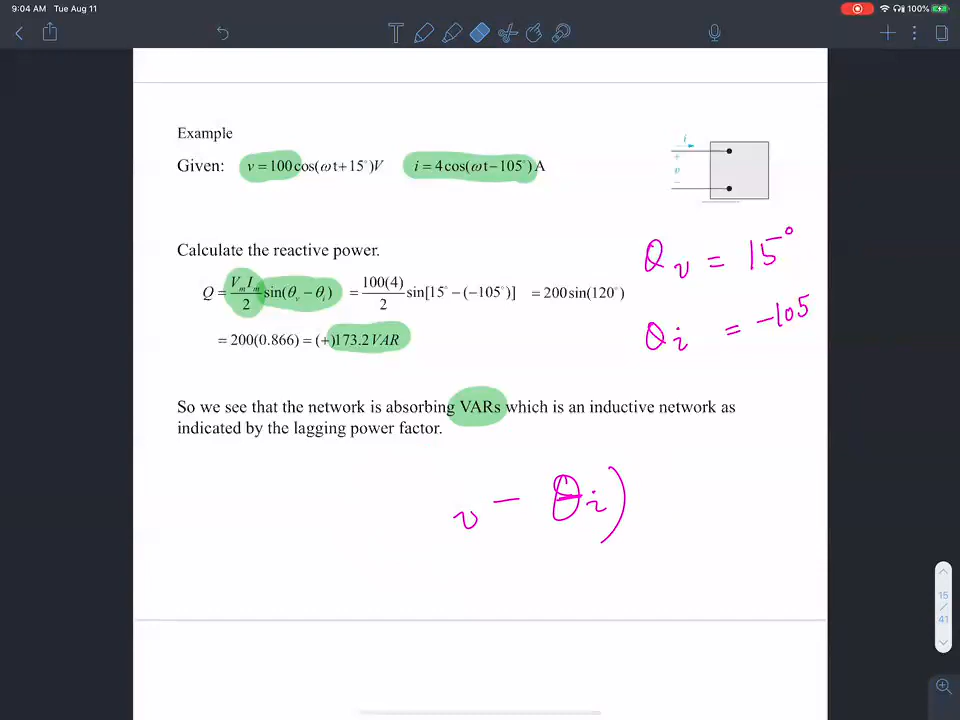 9:04 AM Tue Aug 11
100%
Example
Given: v = 100cos(ωt+15°)V i = 4cos(ωt−105°) A
i
+
v
−
Calculate the reactive power.
θv = 15°
Q = VmIm/2 sin(θv − θi) = 100(4)/2 sin[15° − (−105°)] = 200sin(120°)
θi = -105
= 200(0.866) = (+)173.2 VAR
So we see that the network is absorbing VARs which is an inductive network as
indicated by the lagging power factor.
v − θi)
15
/
41